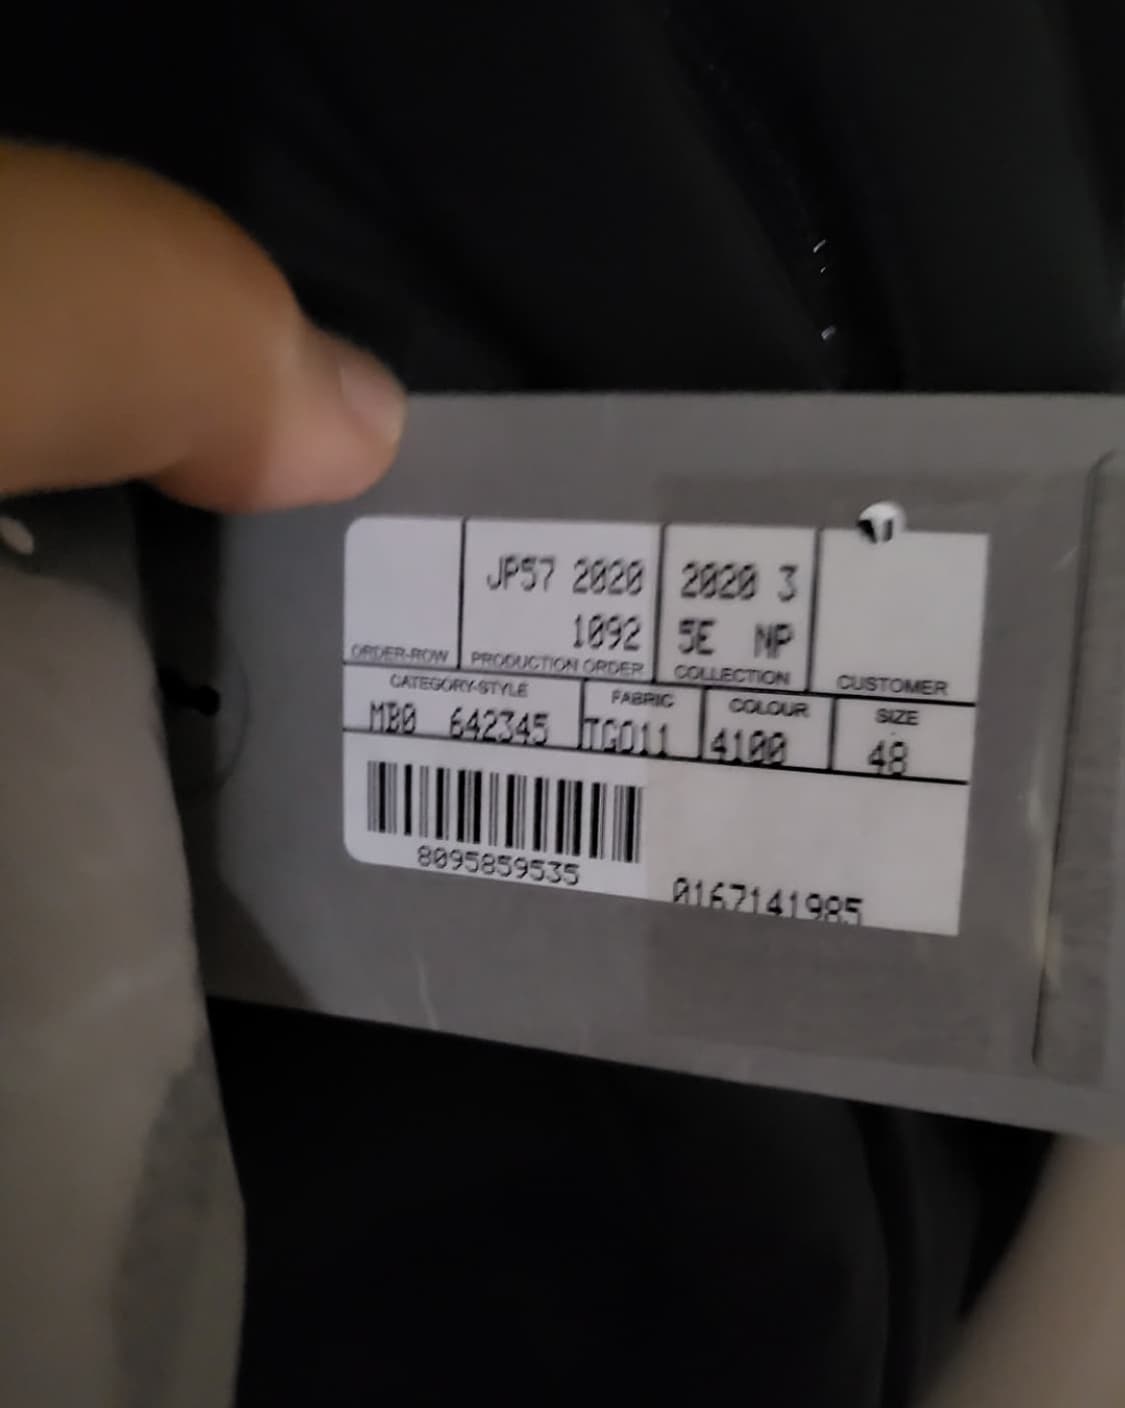 JP57 2020
1092
ORDER-ROW PRODUCTION ORDER
2020 3
5E NP
COLLECTION
CUSTOMER
CATEGORY-STYLE FABRIC COLOUR SIZE
MB0 642345 TGO11 4100 48
8095859535
0167141985